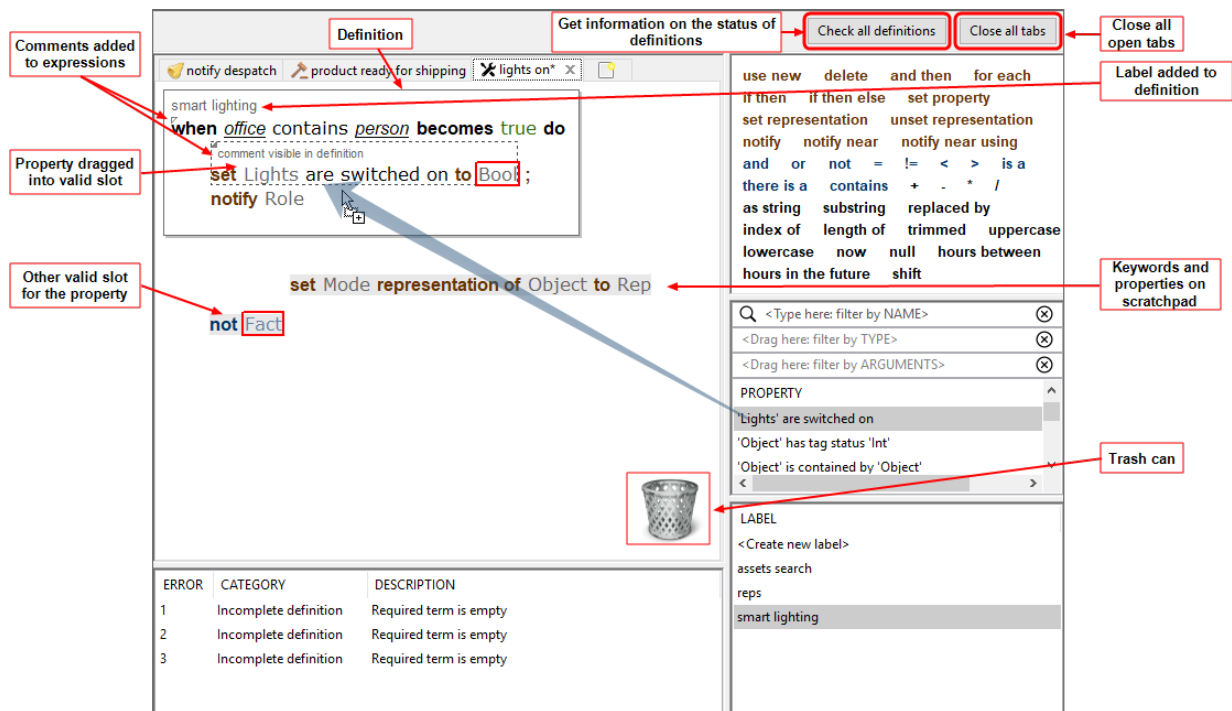 Get information on the status of
definitions
Check all definitions
Close all tabs
Close all
open tabs
Comments added
to expressions
Definition
notify despatch
product ready for shipping
lights on* x
Label added to
definition
smart lighting
when office contains person becomes true do
comment visible in definition
set Lights are switched on to Book ;
notify Role
Property dragged
into valid slot
use new delete and then for each
if then if then else set property
set representation unset representation
notify notify near notify near using
and or not = != < > is a
there is a contains + - * /
as string substring replaced by
index of length of trimmed uppercase
lowercase now null hours between
hours in the future shift
Other valid slot
for the property
set Mode representation of Object to Rep
not Fact
Keywords and
properties on
scratchpad
<Type here: filter by NAME>
<Drag here: filter by TYPE>
<Drag here: filter by ARGUMENTS>
PROPERTY
'Lights' are switched on
'Object' has tag status 'Int'
'Object' is contained by 'Object'
Trash can
LABEL
<Create new label>
assets search
reps
smart lighting
ERROR CATEGORY DESCRIPTION
1 Incomplete definition Required term is empty
2 Incomplete definition Required term is empty
3 Incomplete definition Required term is empty